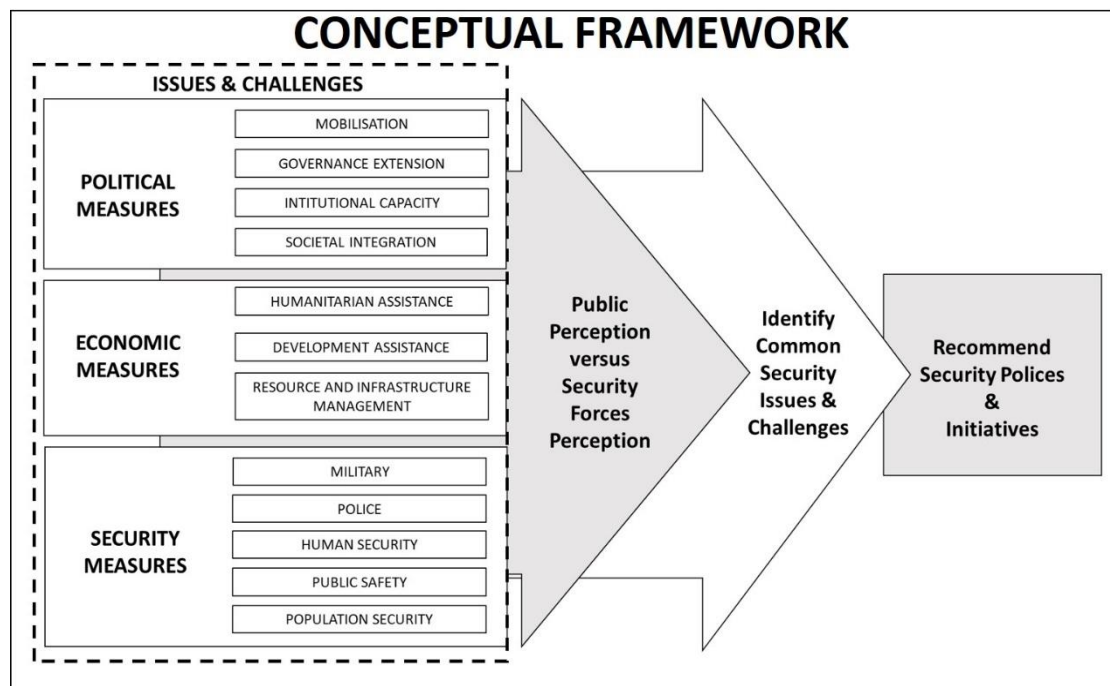 CONCEPTUAL FRAMEWORK
ISSUES & CHALLENGES
POLITICAL
MEASURES
MOBILISATION
GOVERNANCE EXTENSION
INTITUTIONAL CAPACITY
SOCIETAL INTEGRATION
ECONOMIC
MEASURES
HUMANITARIAN ASSISTANCE
DEVELOPMENT ASSISTANCE
RESOURCE AND INFRASTRUCTURE
MANAGEMENT
SECURITY
MEASURES
MILITARY
POLICE
HUMAN SECURITY
PUBLIC SAFETY
POPULATION SECURITY
Public
Perception
versus
Security
Forces
Perception
Identify
Common
Security
Issues &
Challenges
Recommend
Security Polices
&
Initiatives